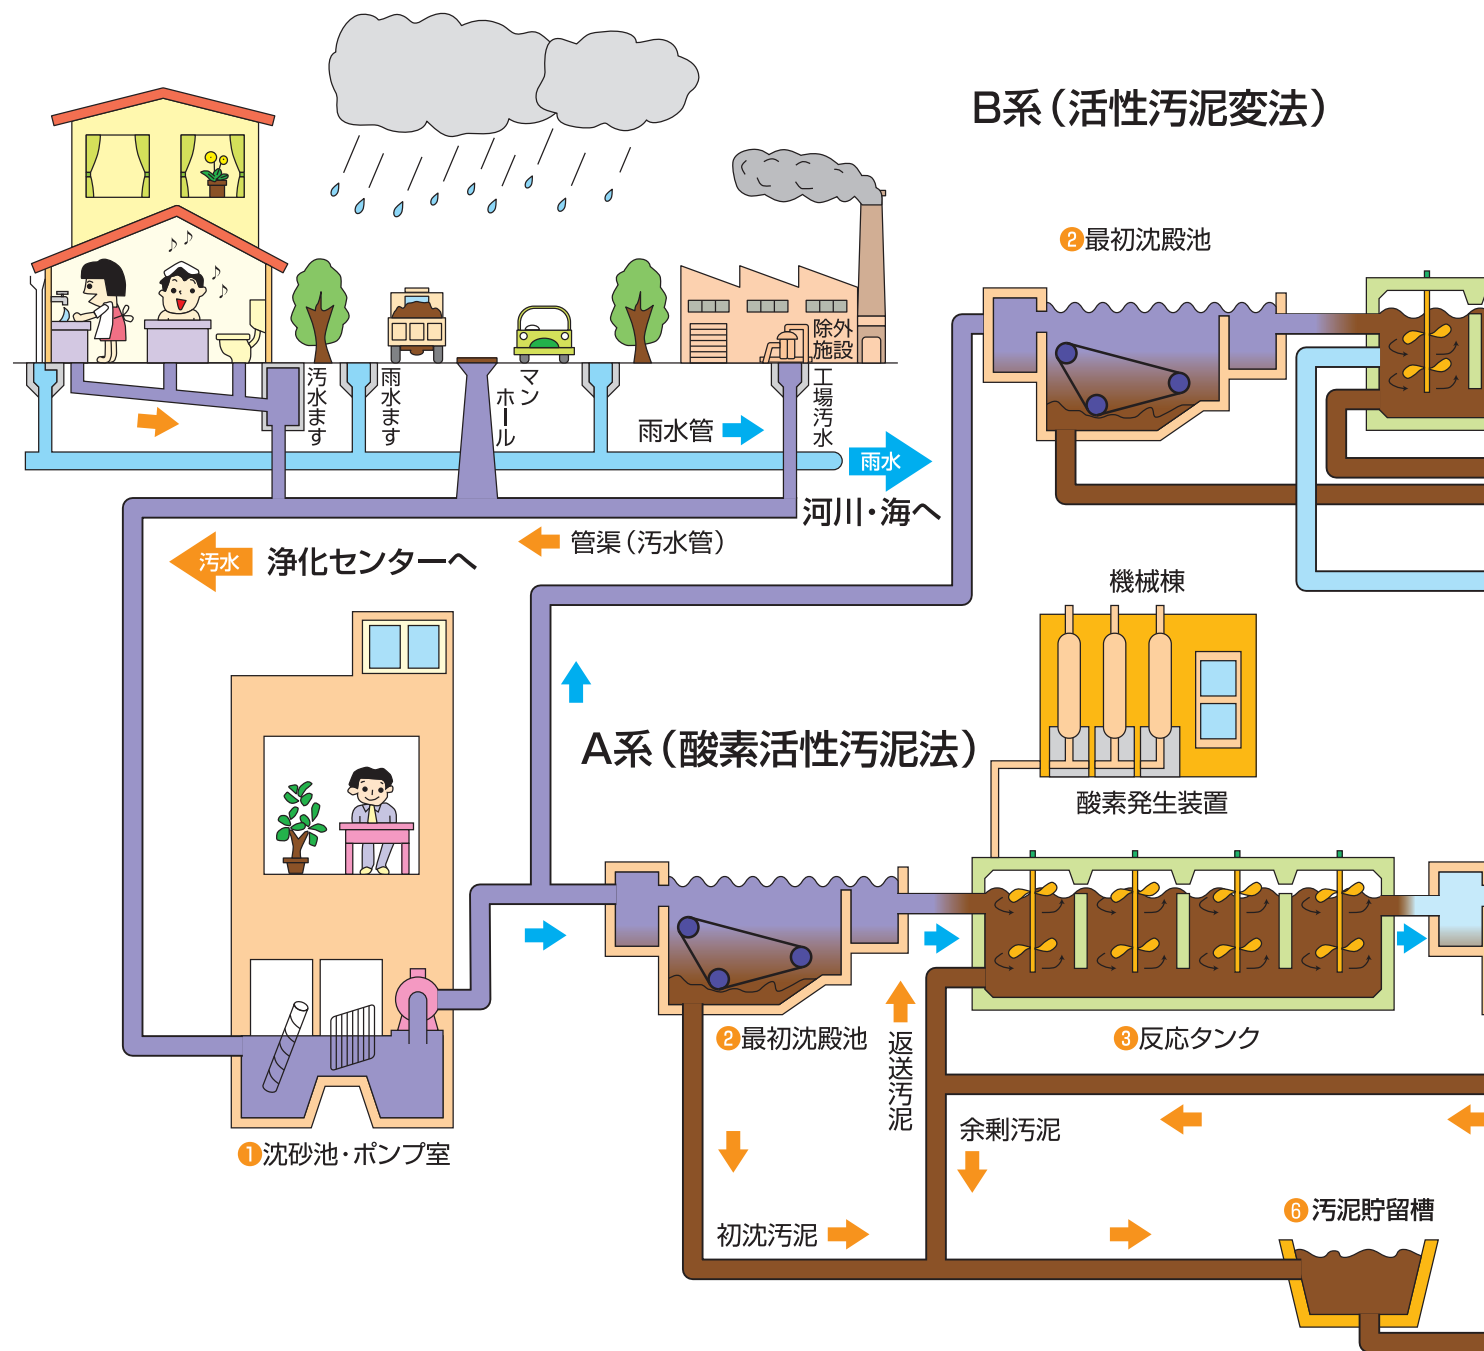 B系（活性汚泥変法）
❷最初沈殿池
除外
施設
汚水ます
雨水ます
マン
ホール
工場汚水
雨水管
雨水
河川・海へ
管渠（汚水管）
汚水
浄化センターへ
機械棟
A系（酸素活性汚泥法）
酸素発生装置
❷最初沈殿池
❸反応タンク
返送汚泥
余剰汚泥
❶沈砂池・ポンプ室
初沈汚泥
❻汚泥貯留槽